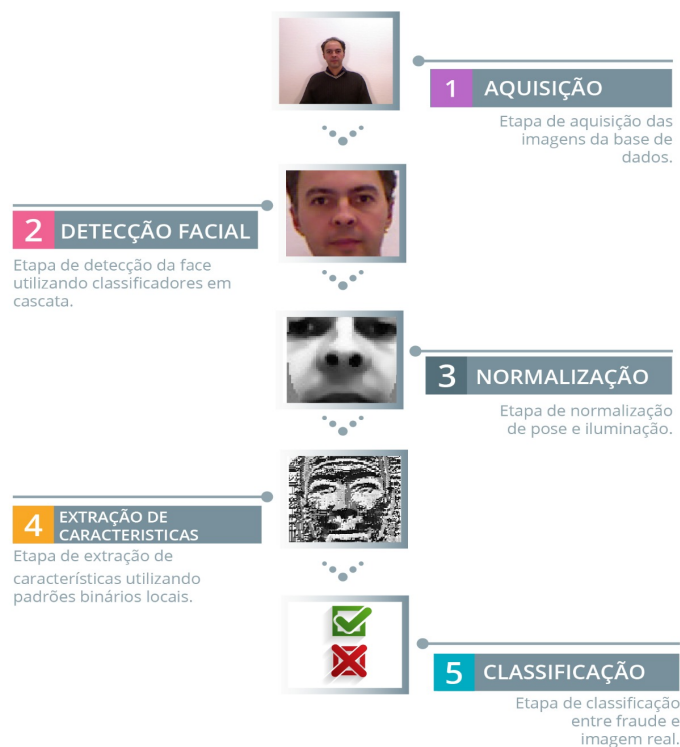 1 AQUISIÇÃO
Etapa de aquisição das
imagens da base de
dados.
2 DETECÇÃO FACIAL
Etapa de detecção da face
utilizando classificadores em
cascata.
3 NORMALIZAÇÃO
Etapa de normalização
de pose e iluminação.
4 EXTRAÇÃO DE
CARACTERISTICAS
Etapa de extração de
características utilizando
padrões binários locais.
5 CLASSIFICAÇÃO
Etapa de classificação
entre fraude e
imagem real.